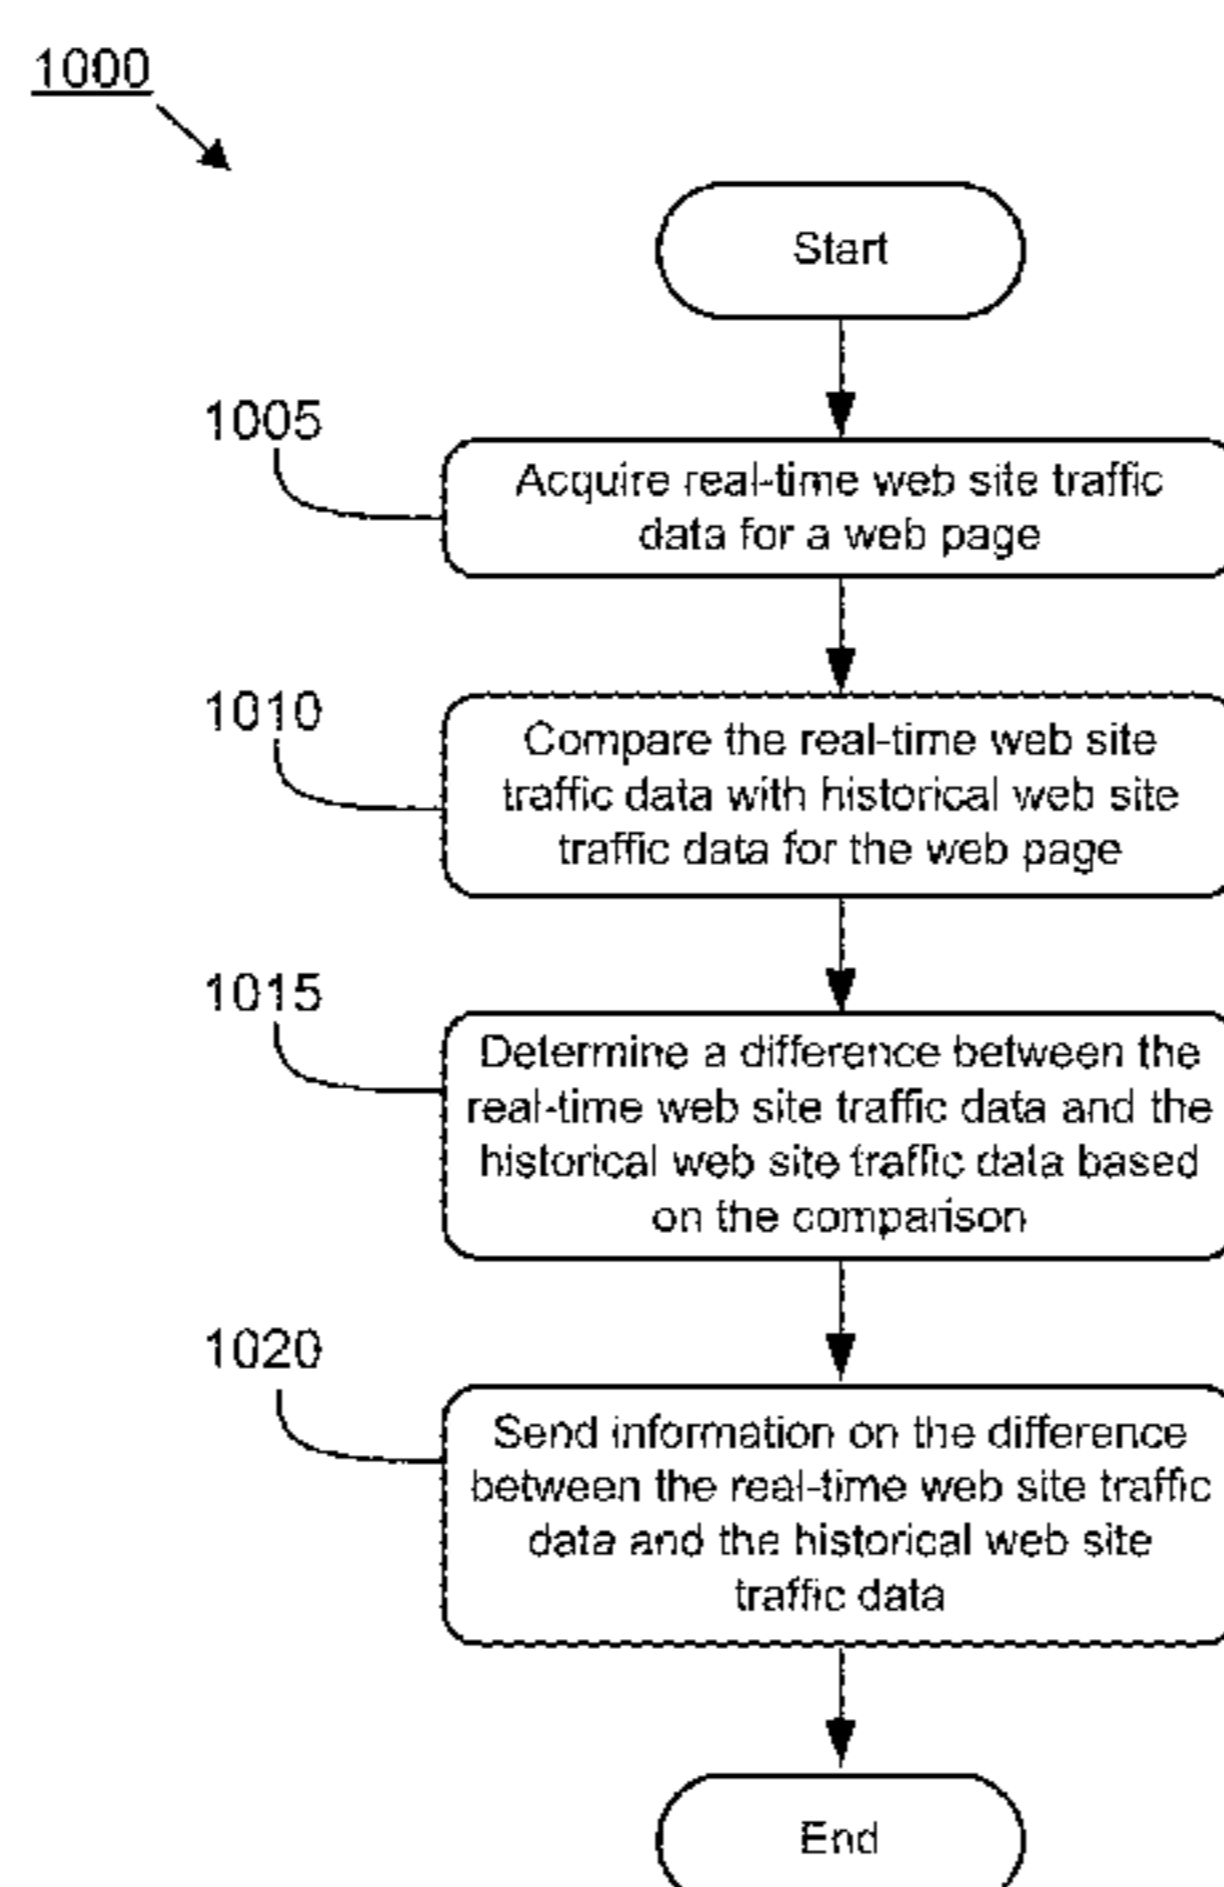 1000
Start
1005
Acquire real-time web site traffic
data for a web page
1010
Compare the real-time web site
traffic data with historical web site
traffic data for the web page
1015
Determine a difference between the
real-time web site traffic data and the
historical web site traffic data based
on the comparison
1020
Send information on the difference
between the real-time web site traffic
data and the historical web site
traffic data
End